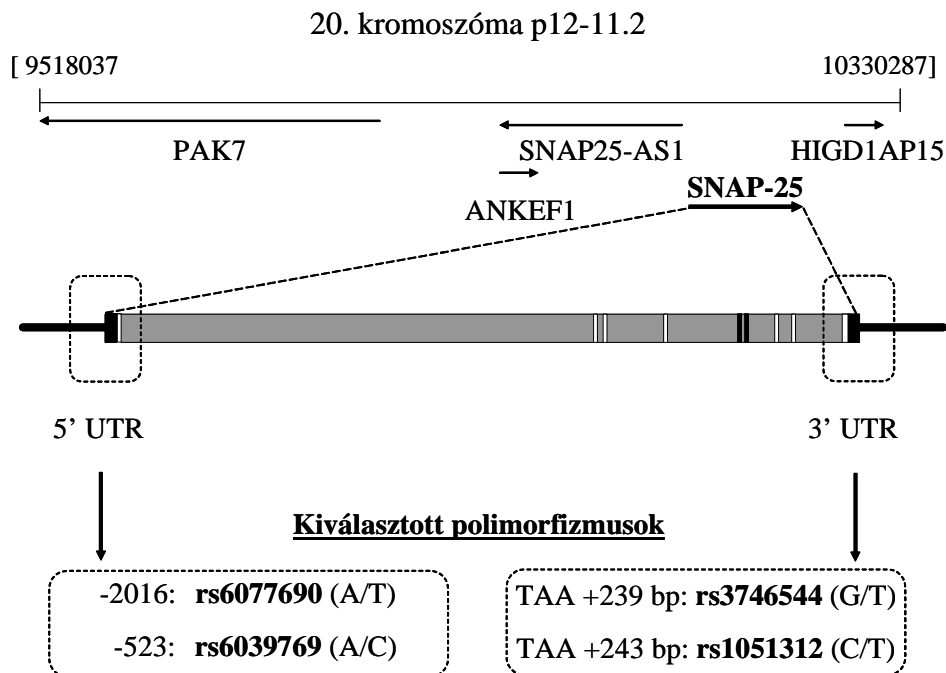 20. kromoszóma p12-11.2
[ 9518037 10330287]
PAK7 SNAP25-AS1 HIGD1AP15
SNAP-25
ANKEF1
5’ UTR 3’ UTR
Kiválasztott polimorfizmusok
-2016: rs6077690 (A/T) TAA +239 bp: rs3746544 (G/T)
-523: rs6039769 (A/C) TAA +243 bp: rs1051312 (C/T)